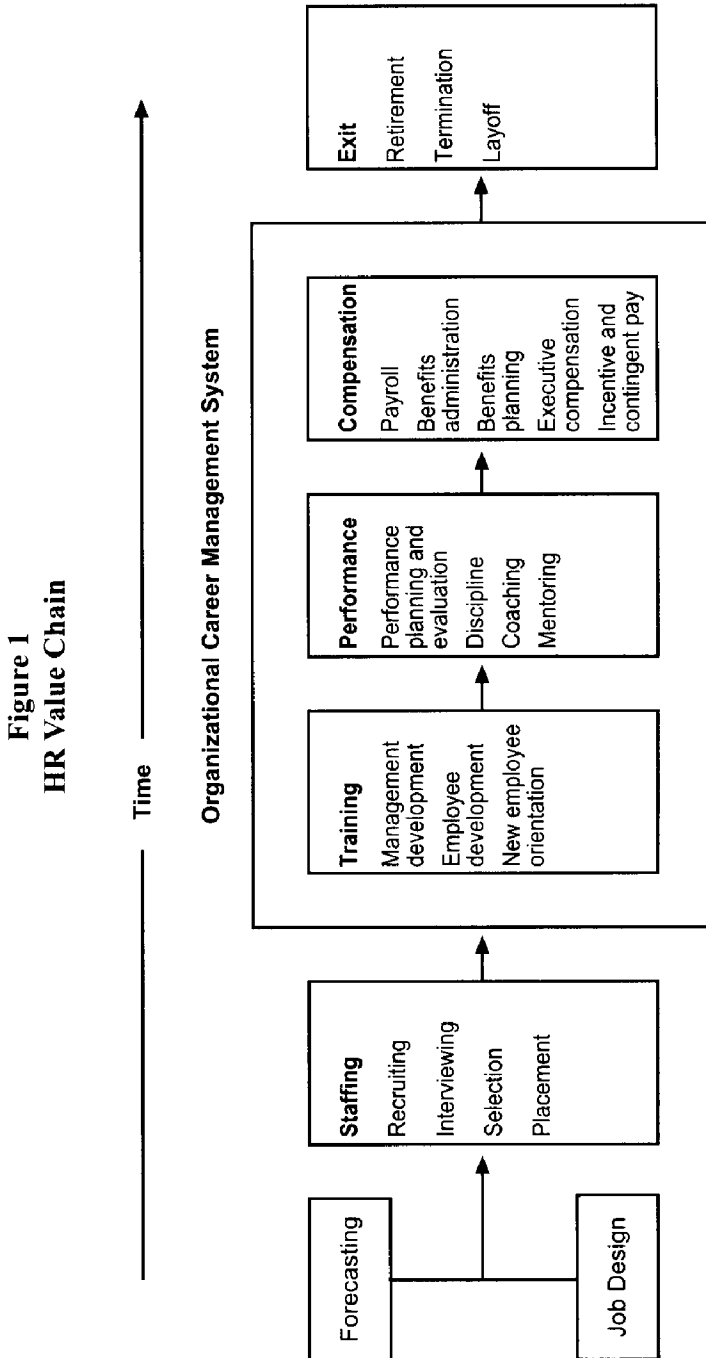 Figure 1
HR Value Chain
Time
Organizational Career Management System
Forecasting
Job Design
Staffing
Recruiting
Interviewing
Selection
Placement
Training
Management
development
Employee
development
New employee
orientation
Performance
Performance
planning and
evaluation
Discipline
Coaching
Mentoring
Compensation
Payroll
Benefits
administration
Benefits
planning
Executive
compensation
Incentive and
contingent pay
Exit
Retirement
Termination
Layoff